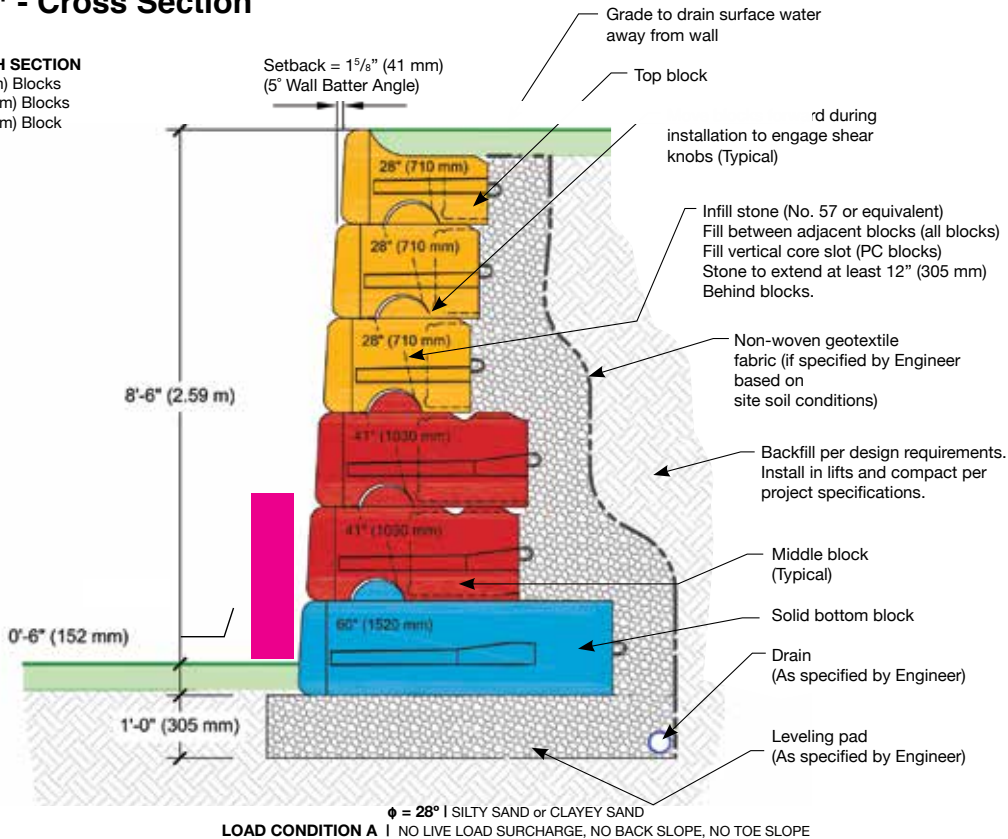 - Cross Section
H SECTION
Blocks
m) Blocks
m) Block
Setback = 1⁵/₈” (41 mm)
(5° Wall Batter Angle)
Grade to drain surface water
away from wall
Top block
during
installation to engage shear
knobs (Typical)
Infill stone (No. 57 or equivalent)
Fill between adjacent blocks (all blocks)
Fill vertical core slot (PC blocks)
Stone to extend at least 12” (305 mm)
Behind blocks.
Non-woven geotextile
fabric (if specified by Engineer
based on
site soil conditions)
Backfill per design requirements.
Install in lifts and compact per
project specifications.
Middle block
(Typical)
Solid bottom block
Drain
(As specified by Engineer)
Leveling pad
(As specified by Engineer)
28" (710 mm)
28" (710 mm)
28" (710 mm)
41" (1030 mm)
41" (1030 mm)
60" (1520 mm)
8'-6" (2.59 m)
0'-6" (152 mm)
1'-0" (305 mm)
ϕ = 28º | SILTY SAND or CLAYEY SAND
LOAD CONDITION A | NO LIVE LOAD SURCHARGE, NO BACK SLOPE, NO TOE SLOPE